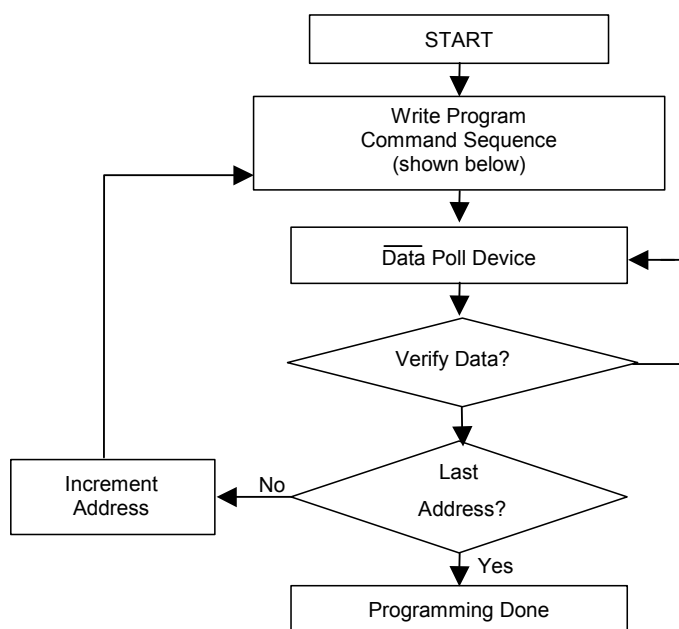 START
Write Program
Command Sequence
(shown below)
Data Poll Device
Verify Data?
Last
Address?
No
Increment
Address
Yes
Programming Done